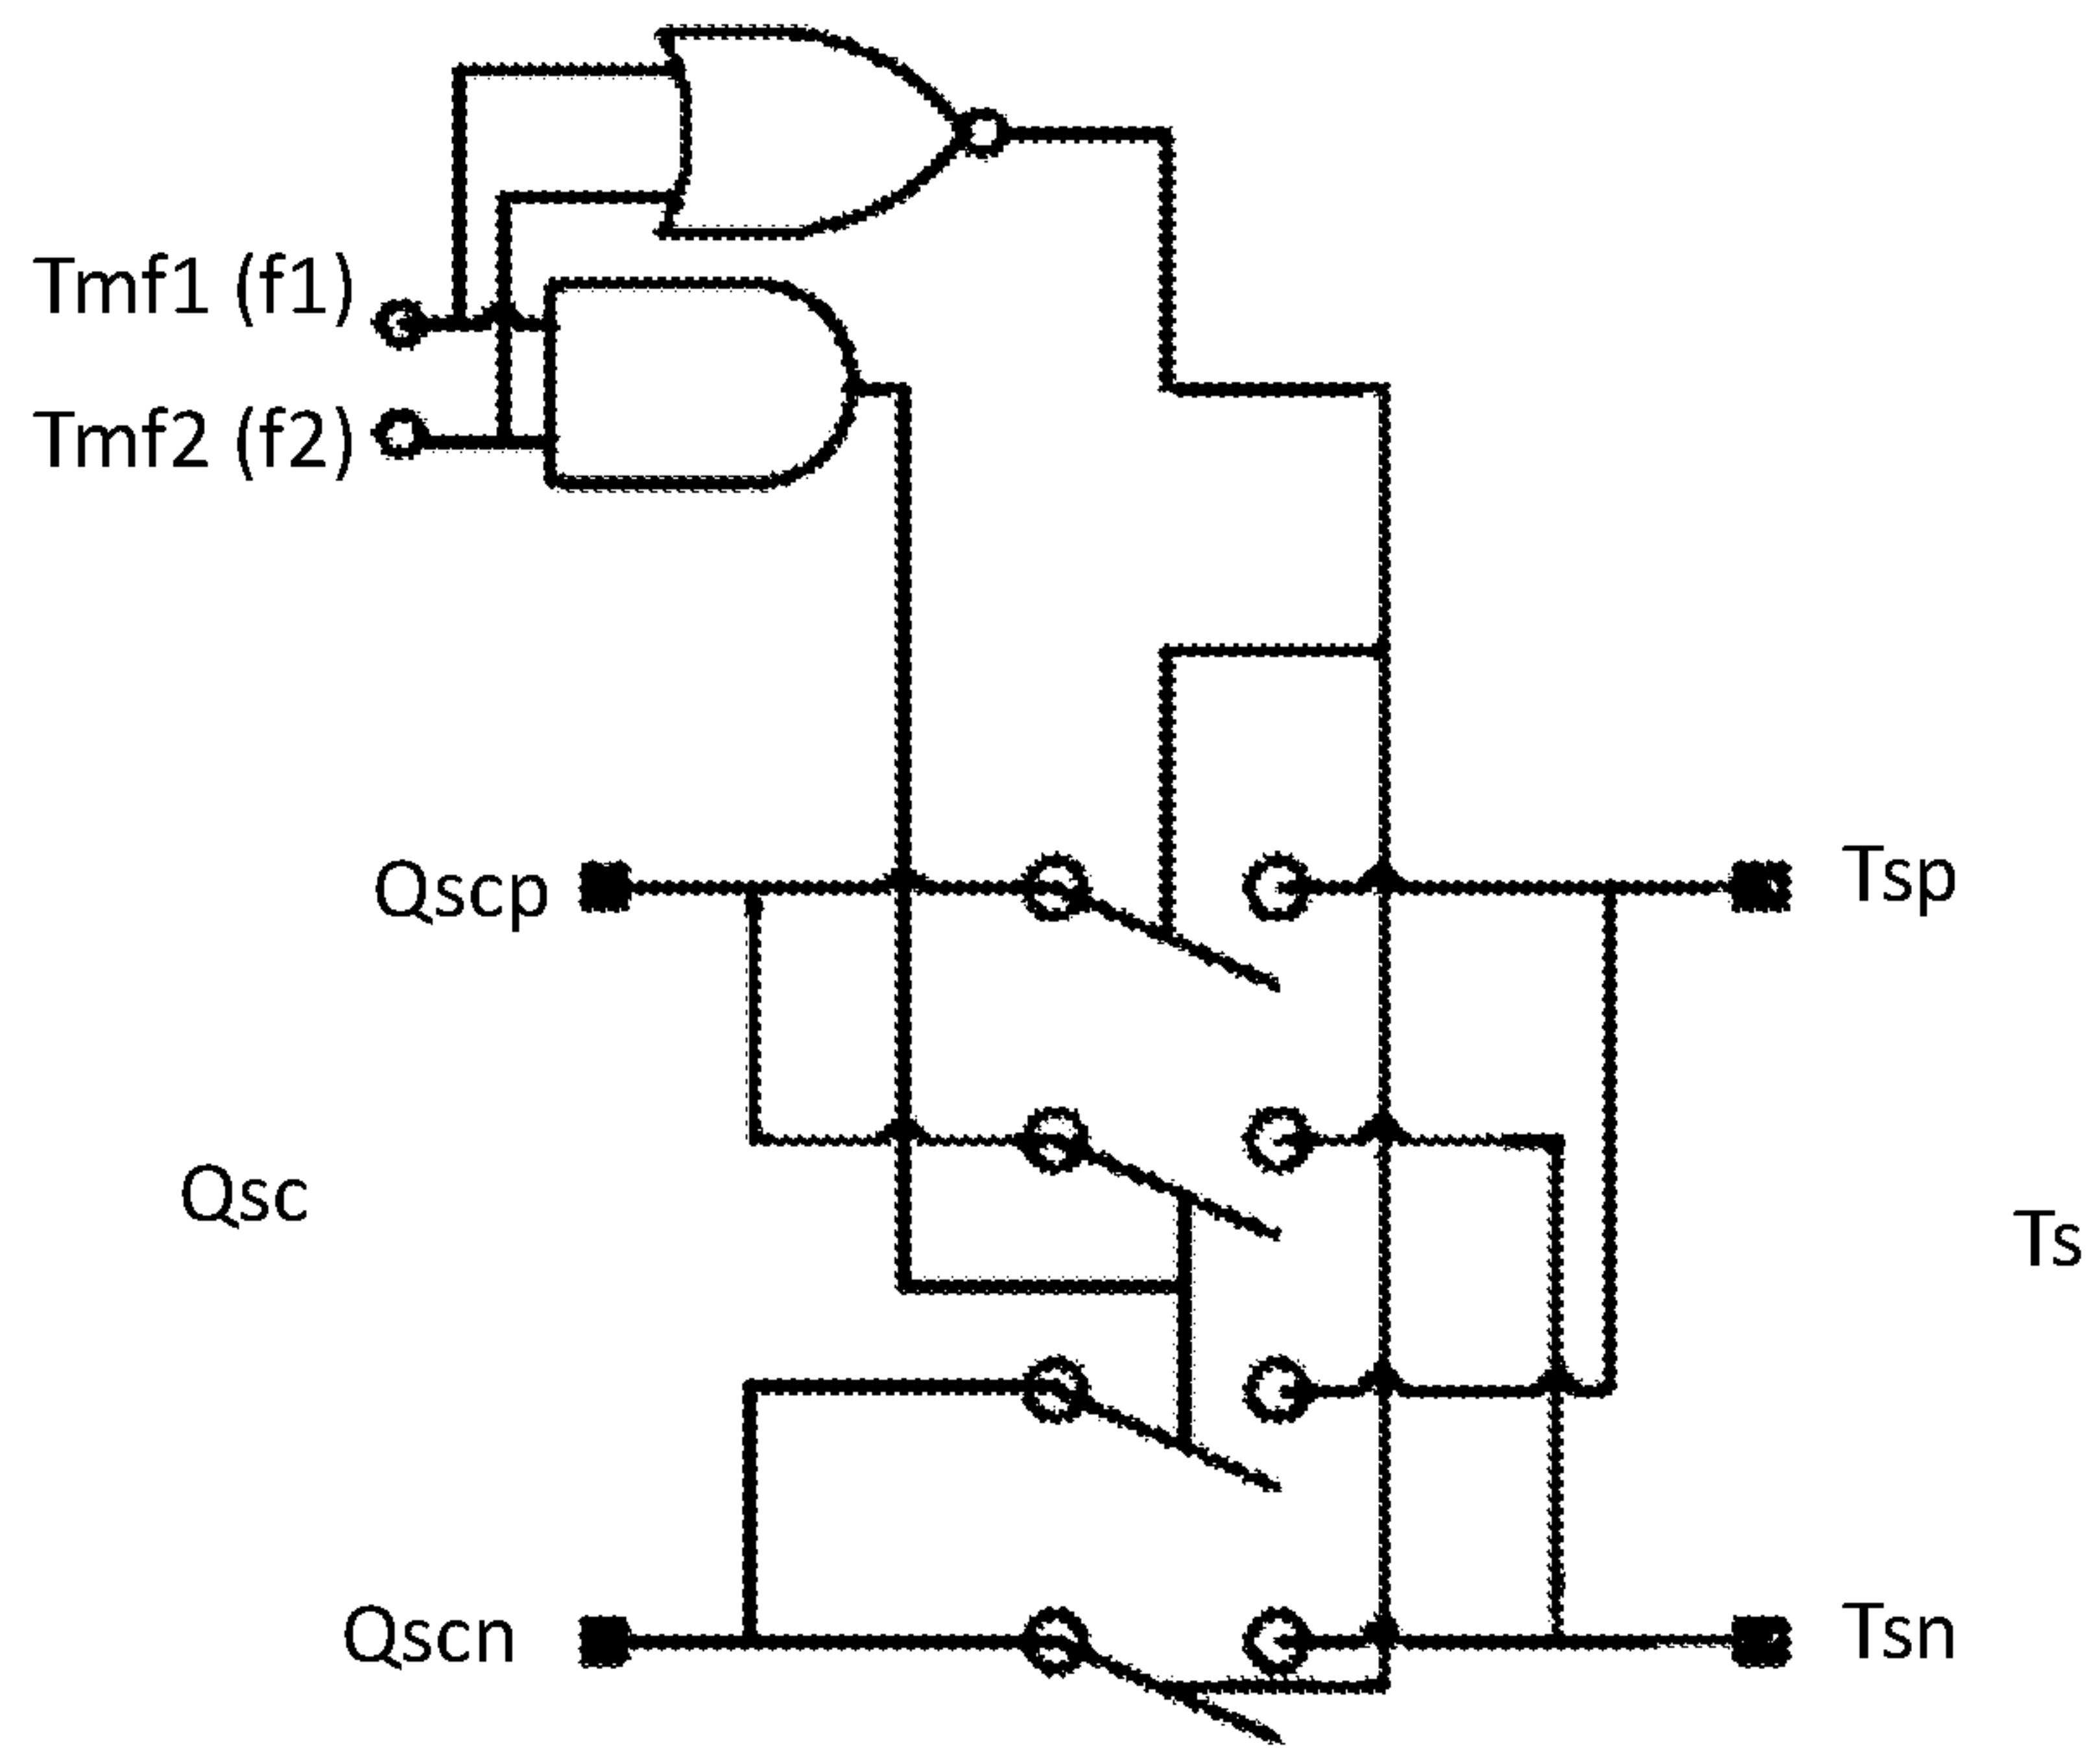 Tmf1 (f1)
Tmf2 (f2)
Qscp
Tsp
Qsc
Ts
Qscn
Tsn